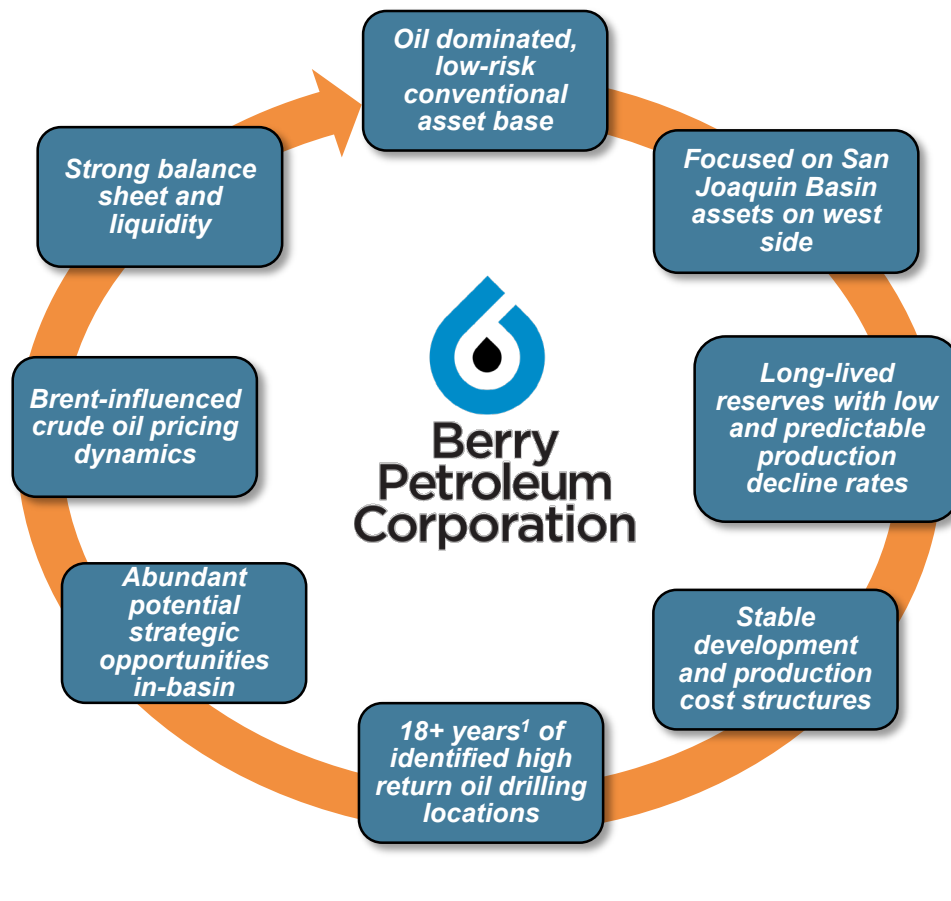 Oil dominated,
low-risk
conventional
asset base
Focused on San
Joaquin Basin
assets on west
side
Long-lived
reserves with low
and predictable
production
decline rates
Stable
development
and production
cost structures
18+ years¹ of
identified high
return oil drilling
locations
Abundant
potential
strategic
opportunities
in-basin
Brent-influenced
crude oil pricing
dynamics
Strong balance
sheet and
liquidity
Berry
Petroleum
Corporation